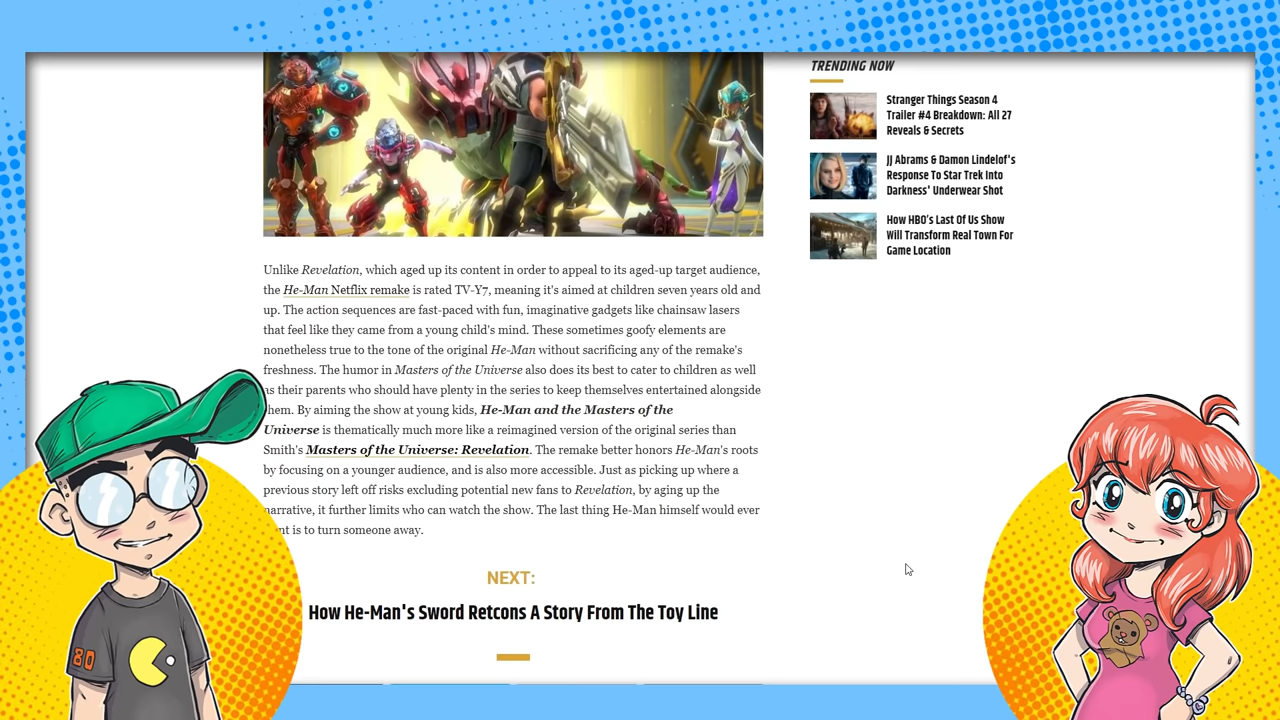 TRENDING NOW
Stranger Things Season 4
Trailer #4 Breakdown: All 27
Reveals & Secrets
JJ Abrams & Damon Lindelof's
Response To Star Trek Into
Darkness' Underwear Shot
How HBO's Last Of Us Show
Will Transform Real Town For
Game Location
Unlike Revelation, which aged up its content in order to appeal to its aged-up target audience,
the He-Man Netflix remake is rated TV-Y7, meaning it's aimed at children seven years old and
up. The action sequences are fast-paced with fun, imaginative gadgets like chainsaw lasers
that feel like they came from a young child's mind. These sometimes goofy elements are
nonetheless true to the tone of the original He-Man without sacrificing any of the remake's
freshness. The humor in Masters of the Universe also does its best to cater to children as well
as their parents who should have plenty in the series to keep themselves entertained alongside
them. By aiming the show at young kids, He-Man and the Masters of the
Universe is thematically much more like a reimagined version of the original series than
Smith's Masters of the Universe: Revelation. The remake better honors He-Man's roots
by focusing on a younger audience, and is also more accessible. Just as picking up where a
previous story left off risks excluding potential new fans to Revelation, by aging up the
narrative, it further limits who can watch the show. The last thing He-Man himself would ever
want is to turn someone away.
NEXT:
How He-Man's Sword Retcons A Story From The Toy Line
80